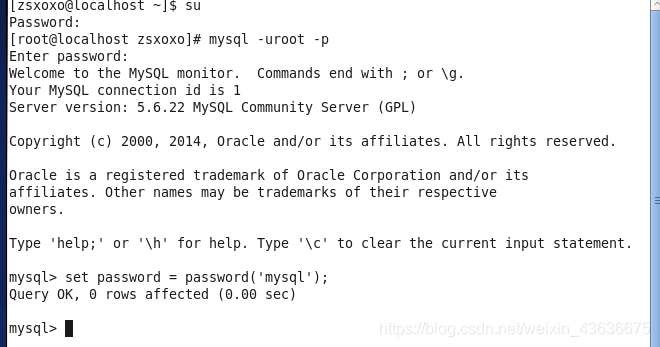 [zsxoxo@localhost ~]$ su
Password:
[root@localhost zsxoxo]# mysql -uroot -p
Enter password:
Welcome to the MySQL monitor.  Commands end with ; or \g.
Your MySQL connection id is 1
Server version: 5.6.22 MySQL Community Server (GPL)
Copyright (c) 2000, 2014, Oracle and/or its affiliates. All rights reserved.
Oracle is a registered trademark of Oracle Corporation and/or its
affiliates. Other names may be trademarks of their respective
owners.
Type 'help;' or '\h' for help. Type '\c' to clear the current input statement.
mysql> set password = password('mysql');
Query OK, 0 rows affected (0.00 sec)
mysql>
https://blog.csdn.net/weixin_43636675